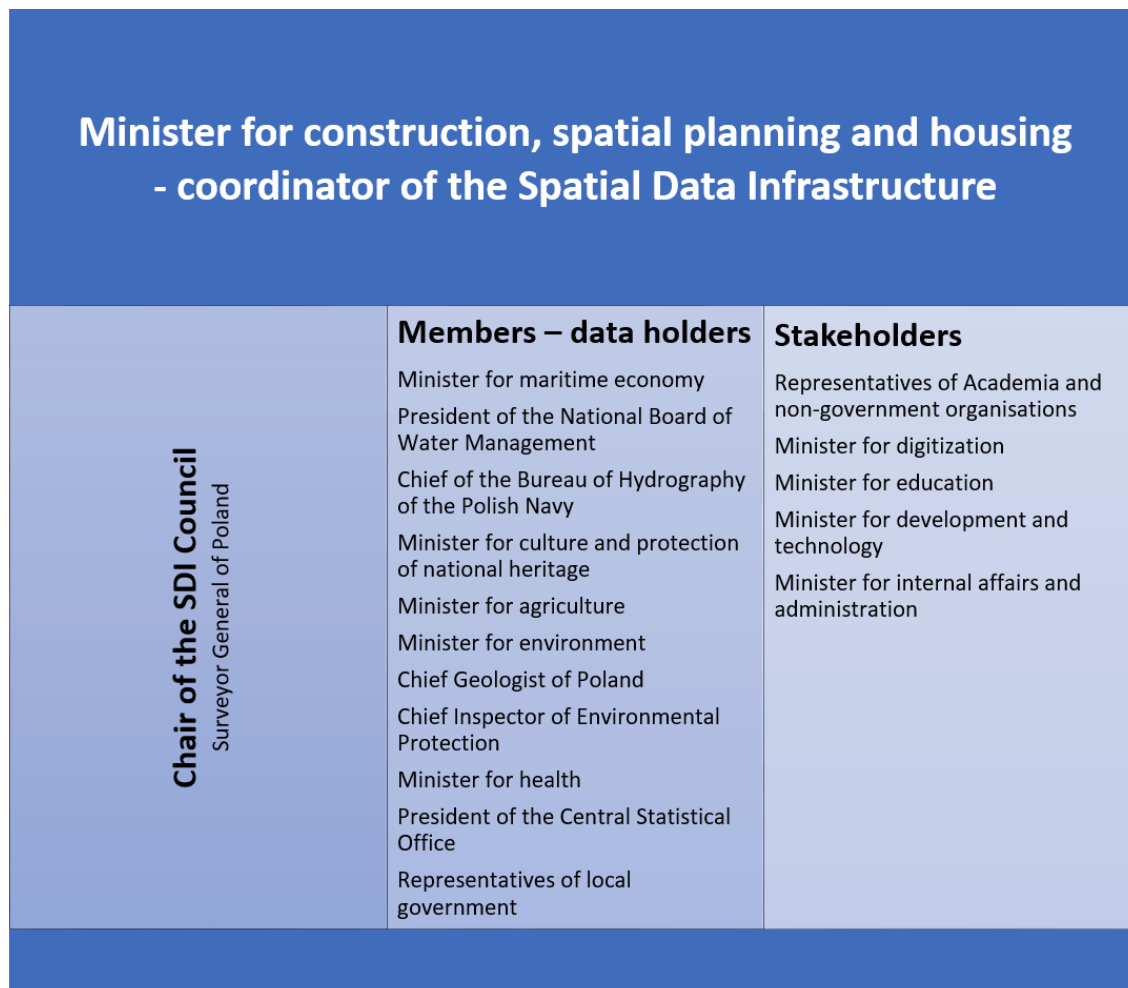 Minister for construction, spatial planning and housing
- coordinator of the Spatial Data Infrastructure
Chair of the SDI Council
Surveyor General of Poland
Members – data holders
Minister for maritime economy
President of the National Board of
Water Management
Chief of the Bureau of Hydrography
of the Polish Navy
Minister for culture and protection
of national heritage
Minister for agriculture
Minister for environment
Chief Geologist of Poland
Chief Inspector of Environmental
Protection
Minister for health
President of the Central Statistical
Office
Representatives of local
government
Stakeholders
Representatives of Academia and
non-government organisations
Minister for digitization
Minister for education
Minister for development and
technology
Minister for internal affairs and
administration